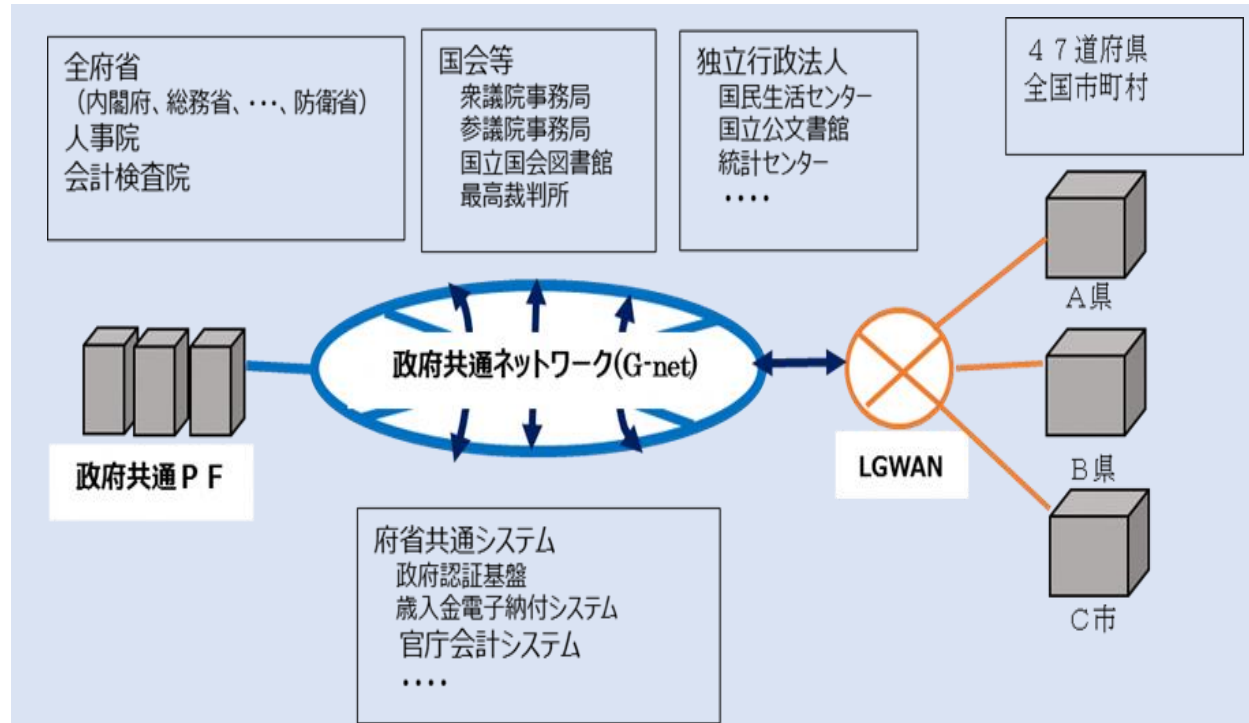 全府省
（内閣府、総務省、･･･、防衛省）
人事院
会計検査院
国会等
衆議院事務局
参議院事務局
国立国会図書館
最高裁判所
独立行政法人
国民生活センター
国立公文書館
統計センター
････
４７道府県
全国市町村
政府共通ＰＦ
政府共通ネットワーク(G-net)
LGWAN
Ａ県
Ｂ県
Ｃ市
府省共通システム
政府認証基盤
歳入金電子納付システム
官庁会計システム
････